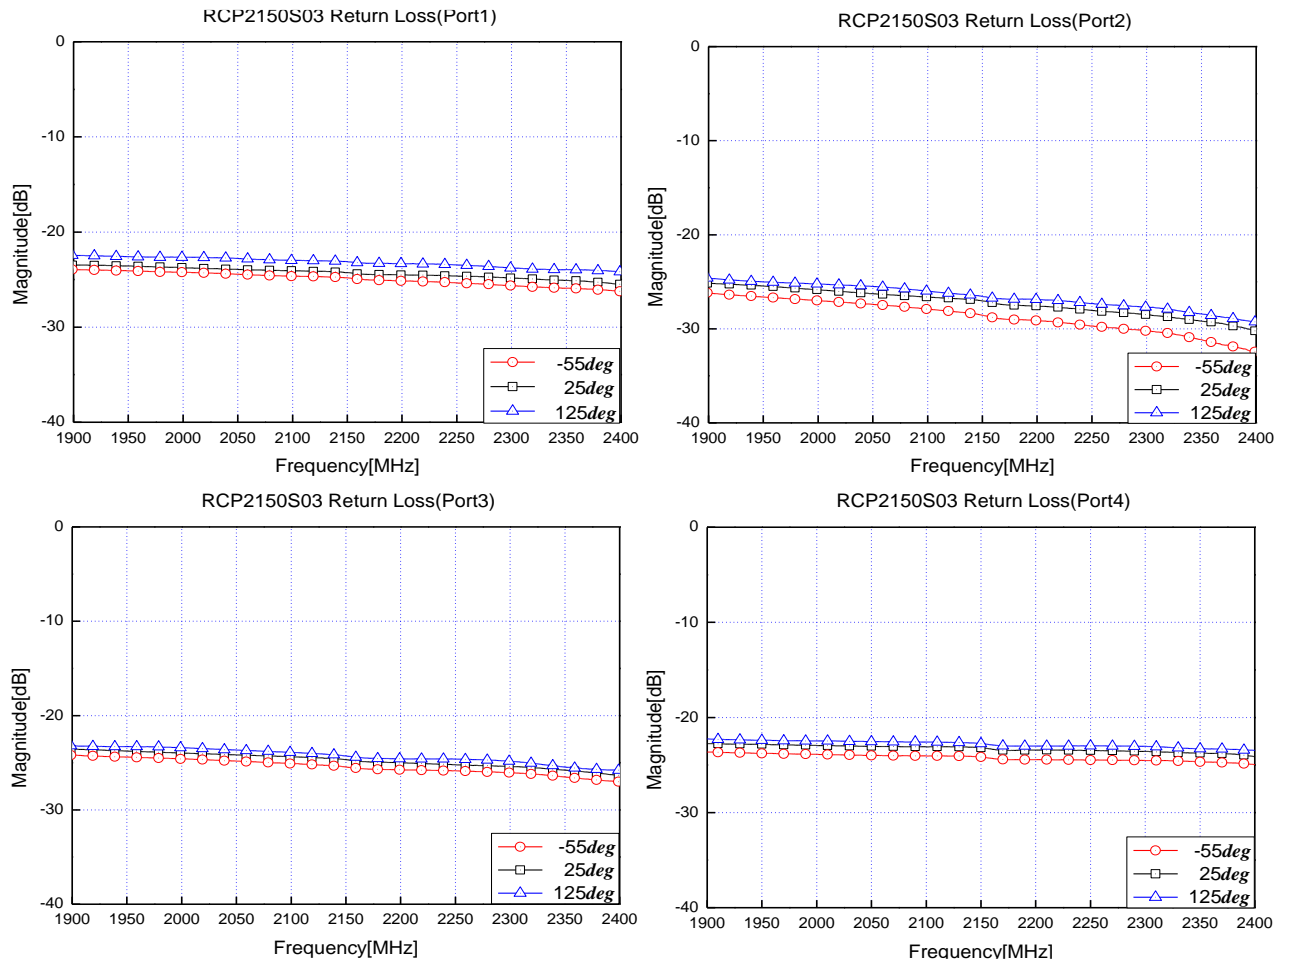 RCP2150S03 Return Loss(Port1)
0
-10
-20
-30
-40
Magnitude[dB]
-55deg
25deg
125deg
1900 1950 2000 2050 2100 2150 2200 2250 2300 2350 2400
Frequency[MHz]
RCP2150S03 Return Loss(Port2)
0
-10
-20
-30
-40
Magnitude[dB]
-55deg
25deg
125deg
1900 1950 2000 2050 2100 2150 2200 2250 2300 2350 2400
Frequency[MHz]
RCP2150S03 Return Loss(Port3)
0
-10
-20
-30
-40
Magnitude[dB]
-55deg
25deg
125deg
1900 1950 2000 2050 2100 2150 2200 2250 2300 2350 2400
Frequency[MHz]
RCP2150S03 Return Loss(Port4)
0
-10
-20
-30
-40
Magnitude[dB]
-55deg
25deg
125deg
1900 1950 2000 2050 2100 2150 2200 2250 2300 2350 2400
Frequency[MHz]